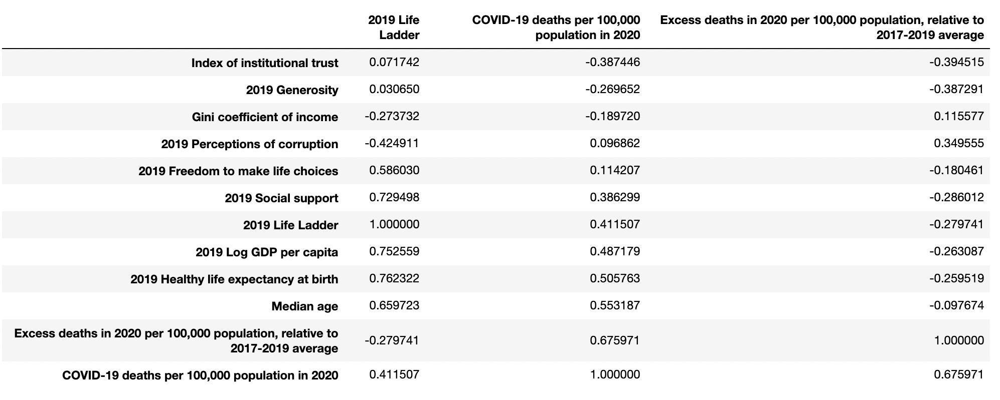 2019 Life Ladder COVID-19 deaths per 100,000 population in 2020 Excess deaths in 2020 per 100,000 population, relative to 2017-2019 average
Index of institutional trust 0.071742 -0.387446 -0.394515
2019 Generosity 0.030650 -0.269652 -0.387291
Gini coefficient of income -0.273732 -0.189720 0.115577
2019 Perceptions of corruption -0.424911 0.096862 0.349555
2019 Freedom to make life choices 0.586030 0.114207 -0.180461
2019 Social support 0.729498 0.386299 -0.286012
2019 Life Ladder 1.000000 0.411507 -0.279741
2019 Log GDP per capita 0.752559 0.487179 -0.263087
2019 Healthy life expectancy at birth 0.762322 0.505763 -0.259519
Median age 0.659723 0.553187 -0.097674
Excess deaths in 2020 per 100,000 population, relative to 2017-2019 average -0.279741 0.675971 1.000000
COVID-19 deaths per 100,000 population in 2020 0.411507 1.000000 0.675971